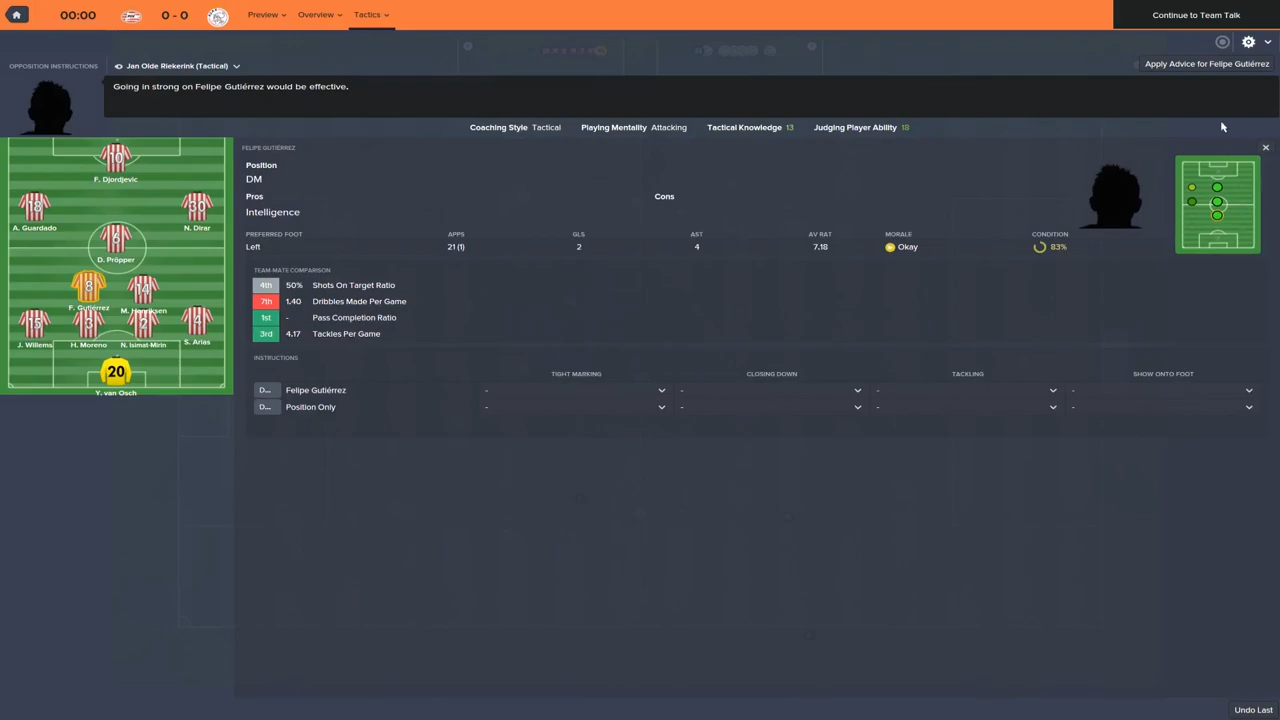 00:00
0 - 0
Preview
Overview
Tactics
Continue to Team Talk
OPPOSITION INSTRUCTIONS
Jan Olde Riekerink (Tactical)
Apply Advice for Felipe Gutiérrez
Going in strong on Felipe Gutiérrez would be effective.
Coaching Style Tactical
Playing Mentality Attacking
Tactical Knowledge 13
Judging Player Ability 18
10
F. Djordjevic
18
A. Guardado
30
N. Dirar
6
D. Pröpper
8
F. Gutiérrez
14
M. Henriksen
15
J. Willems
3
H. Moreno
2
N. Isimat-Mirin
4
S. Arias
20
Y. van Osch
FELIPE GUTIÉRREZ
Position
DM
Pros
Cons
Intelligence
PREFERRED FOOT APPS GLS AST AV RAT MORALE CONDITION
Left 21 (1) 2 4 7.18 Okay 83%
TEAM MATE COMPARISON
4th 50% Shots On Target Ratio
7th 1.40 Dribbles Made Per Game
1st - Pass Completion Ratio
3rd 4.17 Tackles Per Game
INSTRUCTIONS
TIGHT MARKING CLOSING DOWN TACKLING SHOW ONTO FOOT
D... Felipe Gutiérrez - - - -
D... Position Only - - - -
Undo Last